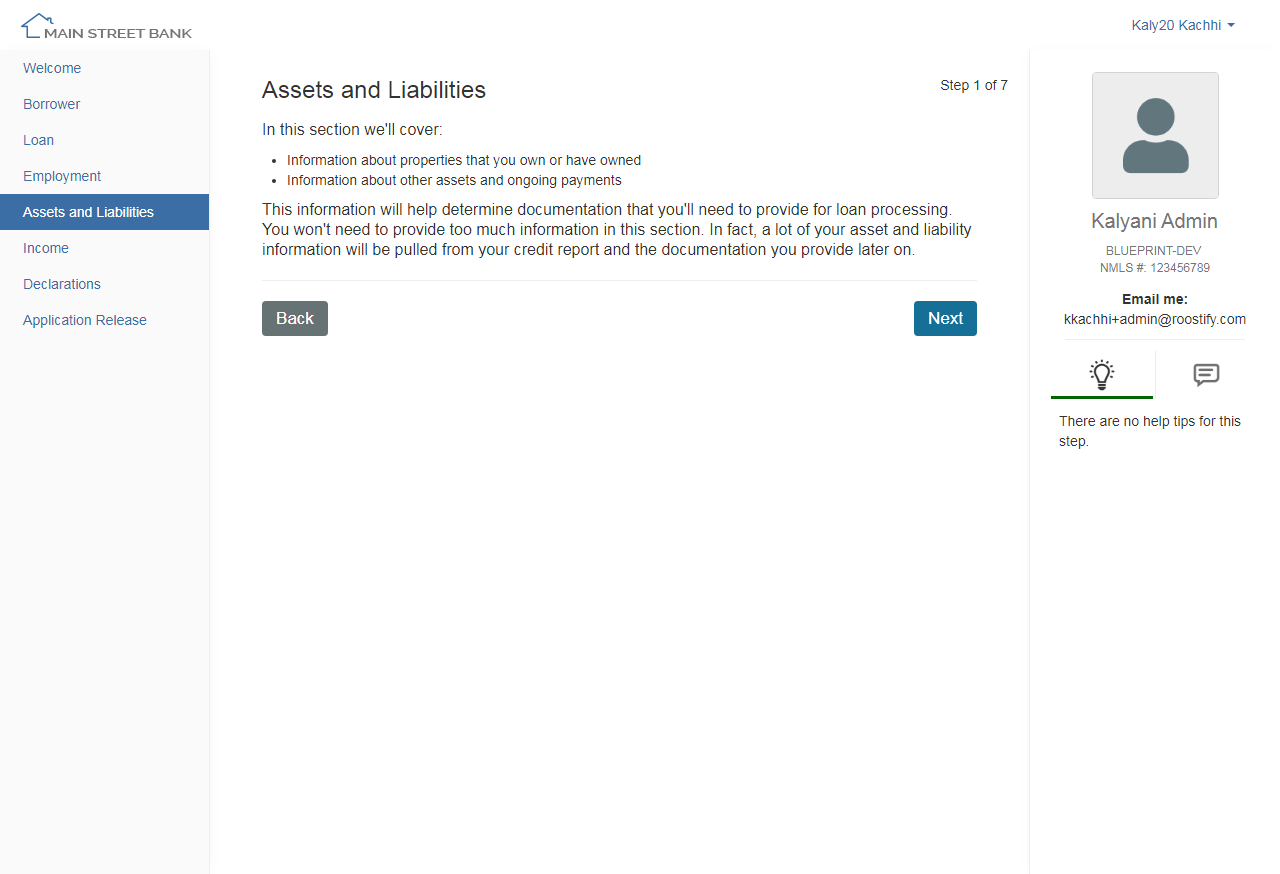 MAIN STREET BANK
Kaly20 Kachhi
Welcome
Borrower
Loan
Employment
Assets and Liabilities
Income
Declarations
Application Release
Assets and Liabilities
Step 1 of 7
In this section we'll cover:
• Information about properties that you own or have owned
• Information about other assets and ongoing payments
This information will help determine documentation that you'll need to provide for loan processing.
You won't need to provide too much information in this section. In fact, a lot of your asset and liability
information will be pulled from your credit report and the documentation you provide later on.
Back
Next
Kalyani Admin
BLUEPRINT-DEV
NMLS #: 123456789
Email me:
kkachhi+admin@roostify.com
There are no help tips for this
step.